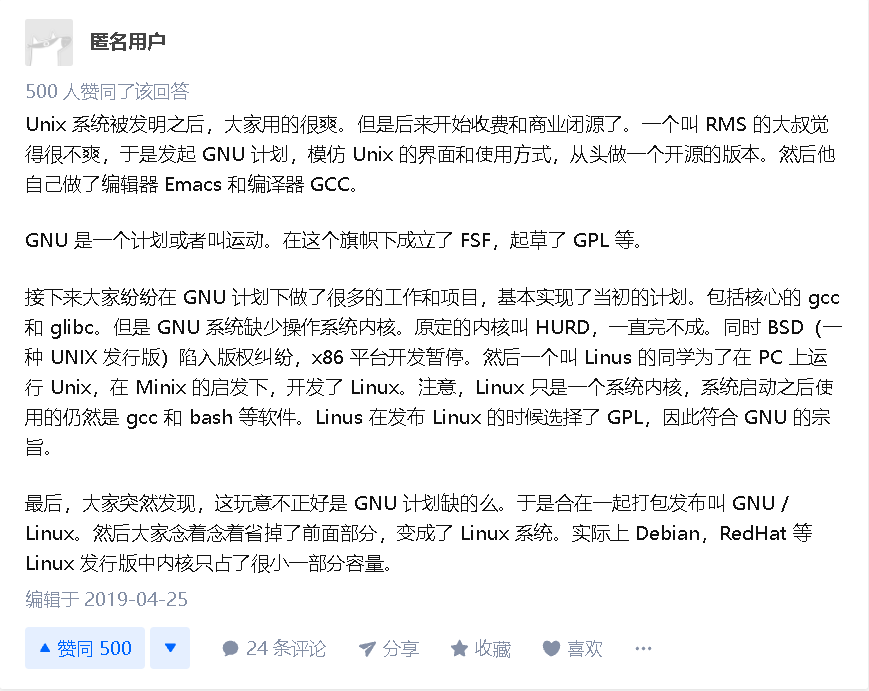 匿名用户
500 人赞同了该回答
Unix 系统被发明之后，大家用的很爽。但是后来开始收费和商业闭源了。一个叫 RMS 的大叔觉
得很不爽，于是发起 GNU 计划，模仿 Unix 的界面和使用方式，从头做一个开源的版本。然后他
自己做了编辑器 Emacs 和编译器 GCC。
GNU 是一个计划或者叫运动。在这个旗帜下成立了 FSF，起草了 GPL 等。
接下来大家纷纷在 GNU 计划下做了很多的工作和项目，基本实现了当初的计划。包括核心的 gcc
和 glibc。但是 GNU 系统缺少操作系统内核。原定的内核叫 HURD，一直完不成。同时 BSD（一
种 UNIX 发行版）陷入版权纠纷，x86 平台开发暂停。然后一个叫 Linus 的同学为了在 PC 上运
行 Unix，在 Minix 的启发下，开发了 Linux。注意，Linux 只是一个系统内核，系统启动之后使
用的仍然是 gcc 和 bash 等软件。Linus 在发布 Linux 的时候选择了 GPL，因此符合 GNU 的宗
旨。
最后，大家突然发现，这玩意不正好是 GNU 计划缺的么。于是合在一起打包发布叫 GNU /
Linux。然后大家念着念着省掉了前面部分，变成了 Linux 系统。实际上 Debian，RedHat 等
Linux 发行版中内核只占了很小一部分容量。
编辑于 2019-04-25
赞同 500 24 条评论 分享 收藏 喜欢 ···